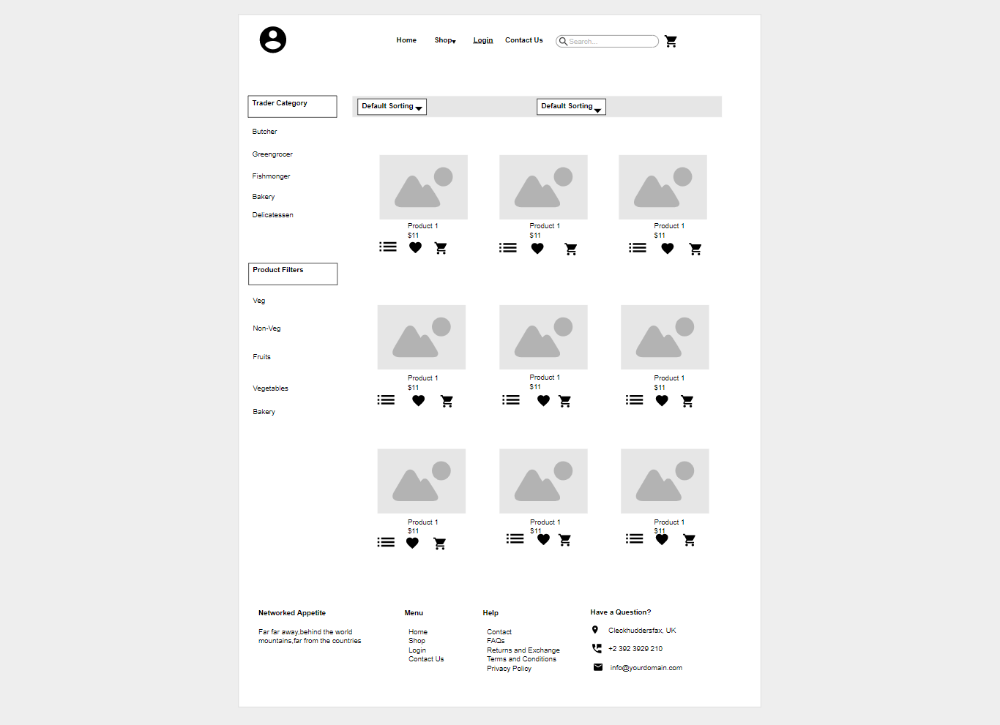 Home
Shop
Login
Contact Us
Search...
Trader Category
Butcher
Greengrocer
Fishmonger
Bakery
Delicatessen
Product Filters
Veg
Non-Veg
Fruits
Vegetables
Bakery
Default Sorting
Default Sorting
Product 1
$11
Product 1
$11
Product 1
$11
Product 1
$11
Product 1
$11
Product 1
$11
Product 1
$11
Product 1
$11
Product 1
$11
Networked Appetite
Far far away,behind the world
mountains,far from the countries
Menu
Home
Shop
Login
Contact Us
Help
Contact
FAQs
Returns and Exchange
Terms and Conditions
Privacy Policy
Have a Question?
Cleckhuddersfax, UK
+2 392 3929 210
info@yourdomain.com